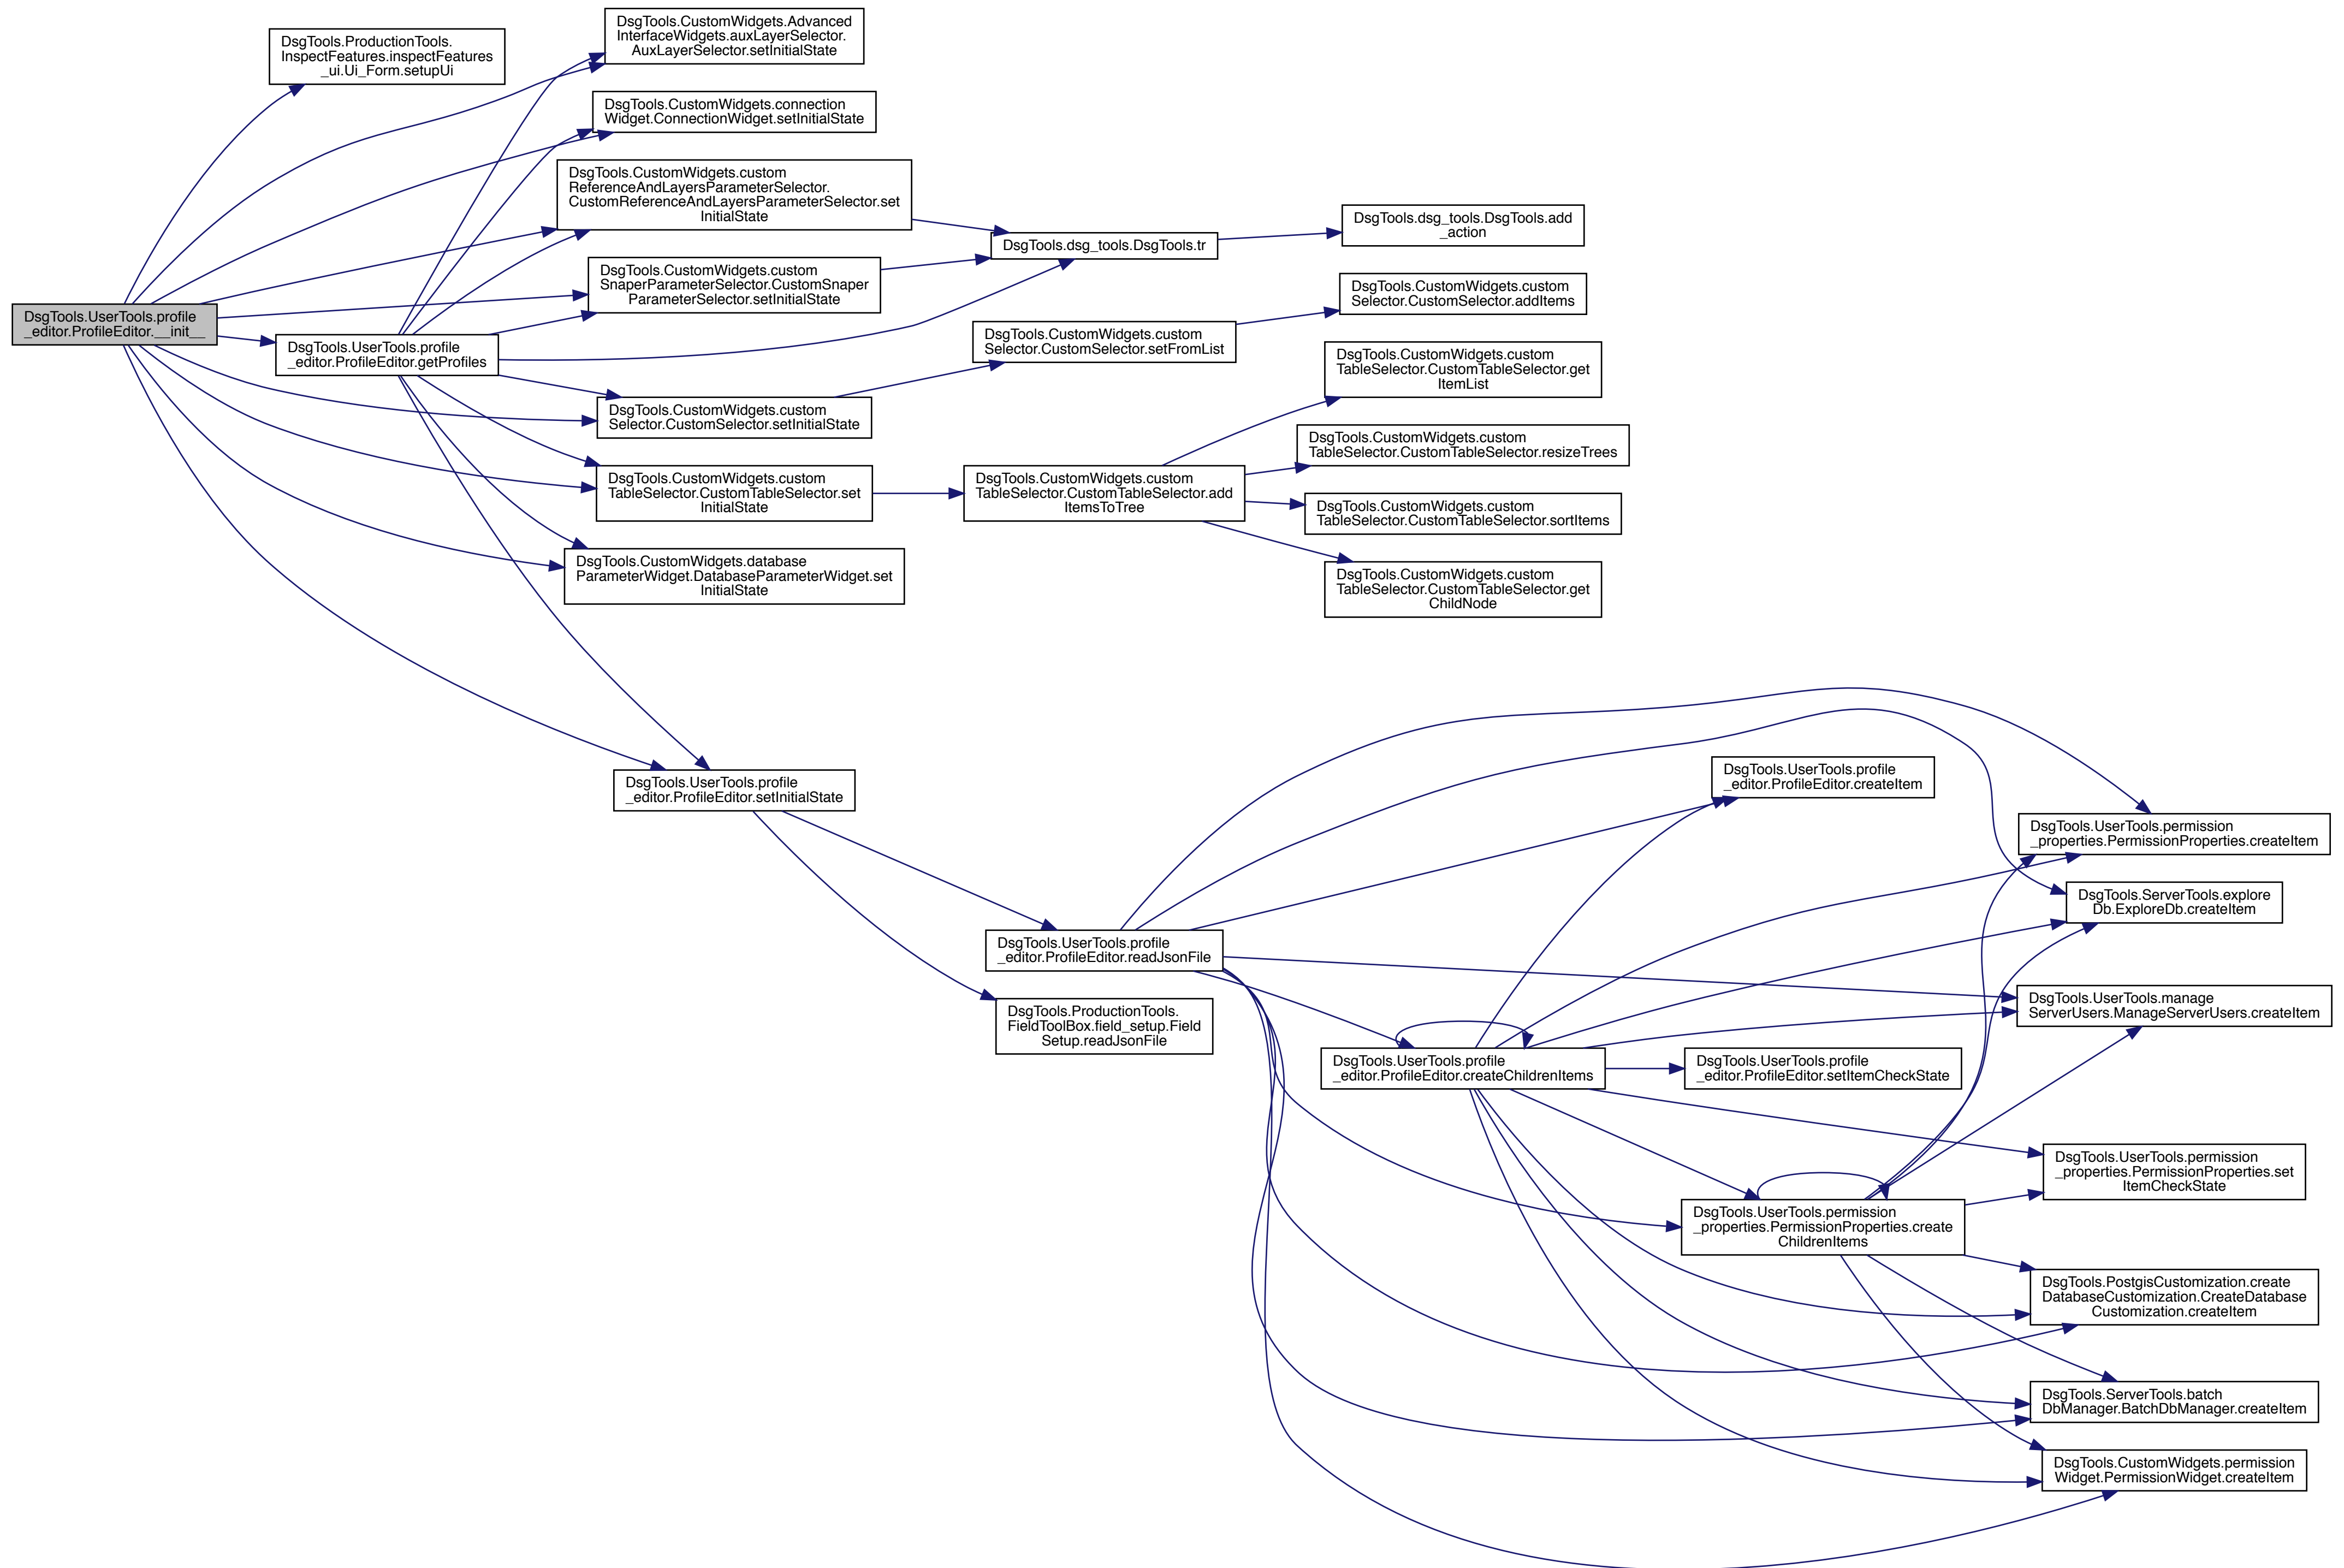 DsgTools.UserTools.profile
_editor.ProfileEditor.__init__
DsgTools.ProductionTools.
InspectFeatures.inspectFeatures
_ui.Ui_Form.setupUi
DsgTools.UserTools.profile
_editor.ProfileEditor.getProfiles
DsgTools.CustomWidgets.Advanced
InterfaceWidgets.auxLayerSelector.
AuxLayerSelector.setInitialState
DsgTools.CustomWidgets.connection
Widget.ConnectionWidget.setInitialState
DsgTools.CustomWidgets.custom
ReferenceAndLayersParameterSelector.
CustomReferenceAndLayersParameterSelector.set
InitialState
DsgTools.CustomWidgets.custom
SnaperParameterSelector.CustomSnaper
ParameterSelector.setInitialState
DsgTools.CustomWidgets.custom
Selector.CustomSelector.setInitialState
DsgTools.CustomWidgets.custom
TableSelector.CustomTableSelector.set
InitialState
DsgTools.CustomWidgets.database
ParameterWidget.DatabaseParameterWidget.set
InitialState
DsgTools.UserTools.profile
_editor.ProfileEditor.setInitialState
DsgTools.dsg_tools.DsgTools.tr
DsgTools.CustomWidgets.custom
Selector.CustomSelector.setFromList
DsgTools.CustomWidgets.custom
TableSelector.CustomTableSelector.add
ItemsToTree
DsgTools.UserTools.profile
_editor.ProfileEditor.readJsonFile
DsgTools.ProductionTools.
FieldToolBox.field_setup.Field
Setup.readJsonFile
DsgTools.dsg_tools.DsgTools.add
_action
DsgTools.CustomWidgets.custom
Selector.CustomSelector.addItems
DsgTools.CustomWidgets.custom
TableSelector.CustomTableSelector.get
ItemList
DsgTools.CustomWidgets.custom
TableSelector.CustomTableSelector.resizeTrees
DsgTools.CustomWidgets.custom
TableSelector.CustomTableSelector.sortItems
DsgTools.CustomWidgets.custom
TableSelector.CustomTableSelector.get
ChildNode
DsgTools.UserTools.profile
_editor.ProfileEditor.createChildrenItems
DsgTools.UserTools.profile
_editor.ProfileEditor.createItem
DsgTools.UserTools.profile
_editor.ProfileEditor.setItemCheckState
DsgTools.UserTools.permission
_properties.PermissionProperties.create
ChildrenItems
DsgTools.UserTools.permission
_properties.PermissionProperties.createItem
DsgTools.ServerTools.explore
Db.ExploreDb.createItem
DsgTools.UserTools.manage
ServerUsers.ManageServerUsers.createItem
DsgTools.UserTools.permission
_properties.PermissionProperties.set
ItemCheckState
DsgTools.PostgisCustomization.create
DatabaseCustomization.CreateDatabase
Customization.createItem
DsgTools.ServerTools.batch
DbManager.BatchDbManager.createItem
DsgTools.CustomWidgets.permission
Widget.PermissionWidget.createItem